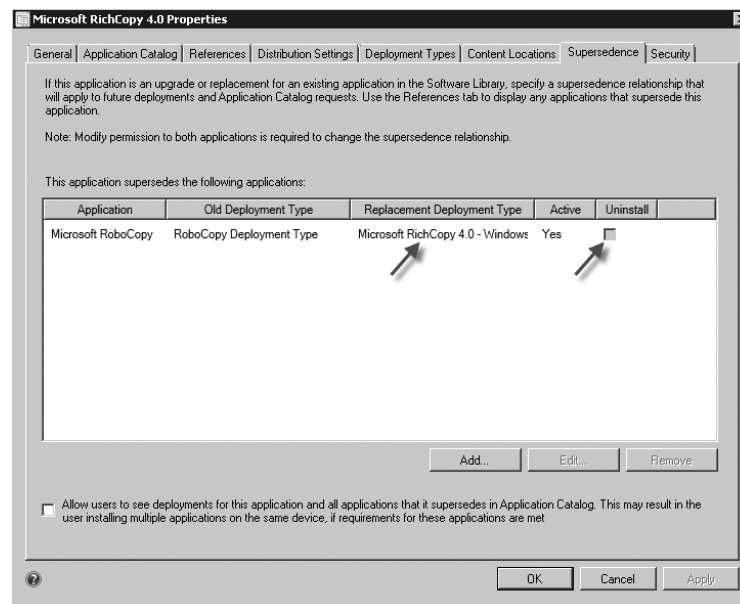 Microsoft RichCopy 4.0 Properties
General Application Catalog References Distribution Settings Deployment Types Content Locations Supersedence Security
If this application is an upgrade or replacement for an existing application in the Software Library, specify a supersedence relationship that
will apply to future deployments and Application Catalog requests. Use the References tab to display any applications that supersede this
application.
Note: Modify permission to both applications is required to change the supersedence relationship.
This application supersedes the following applications:
Application Old Deployment Type Replacement Deployment Type Active Uninstall
Microsoft RoboCopy RoboCopy Deployment Type Microsoft RichCopy 4.0 - Windows Yes
Add... Edit... Remove
Allow users to see deployments for this application and all applications that it supersedes in Application Catalog. This may result in the
user installing multiple applications on the same device, if requirements for these applications are met
OK Cancel Apply